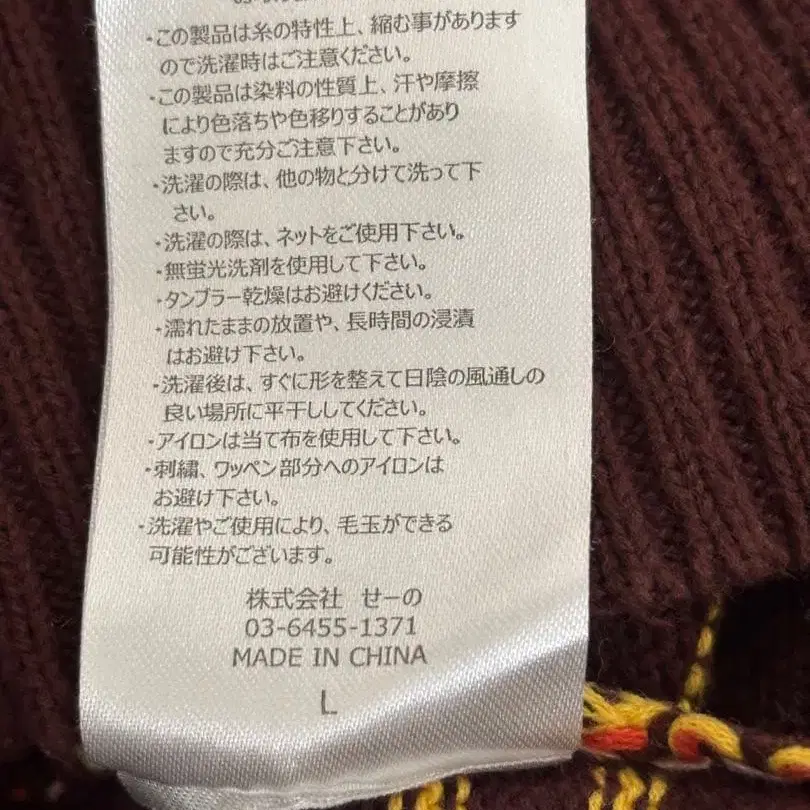 ・この製品は糸の特性上、縮む事があります
ので洗濯時はご注意ください。
・この製品は染料の性質上、汗や摩擦
により色落ちや色移りすることがあり
ますので充分ご注意下さい。
・洗濯の際は、他の物と分けて洗って下
さい。
・洗濯の際は、ネットをご使用下さい。
・無蛍光洗剤を使用して下さい。
・タンブラー乾燥はお避けください。
・濡れたままの放置や、長時間の浸漬
はお避け下さい。
・洗濯後は、すぐに形を整えて日陰の風通しの
良い場所に平干ししてください。
・アイロンは当て布を使用して下さい。
・刺繍、ワッペン部分へのアイロンは
お避け下さい。
・洗濯やご使用により、毛玉ができる
可能性がございます。
株式会社 せーの
03-6455-1371
MADE IN CHINA
L